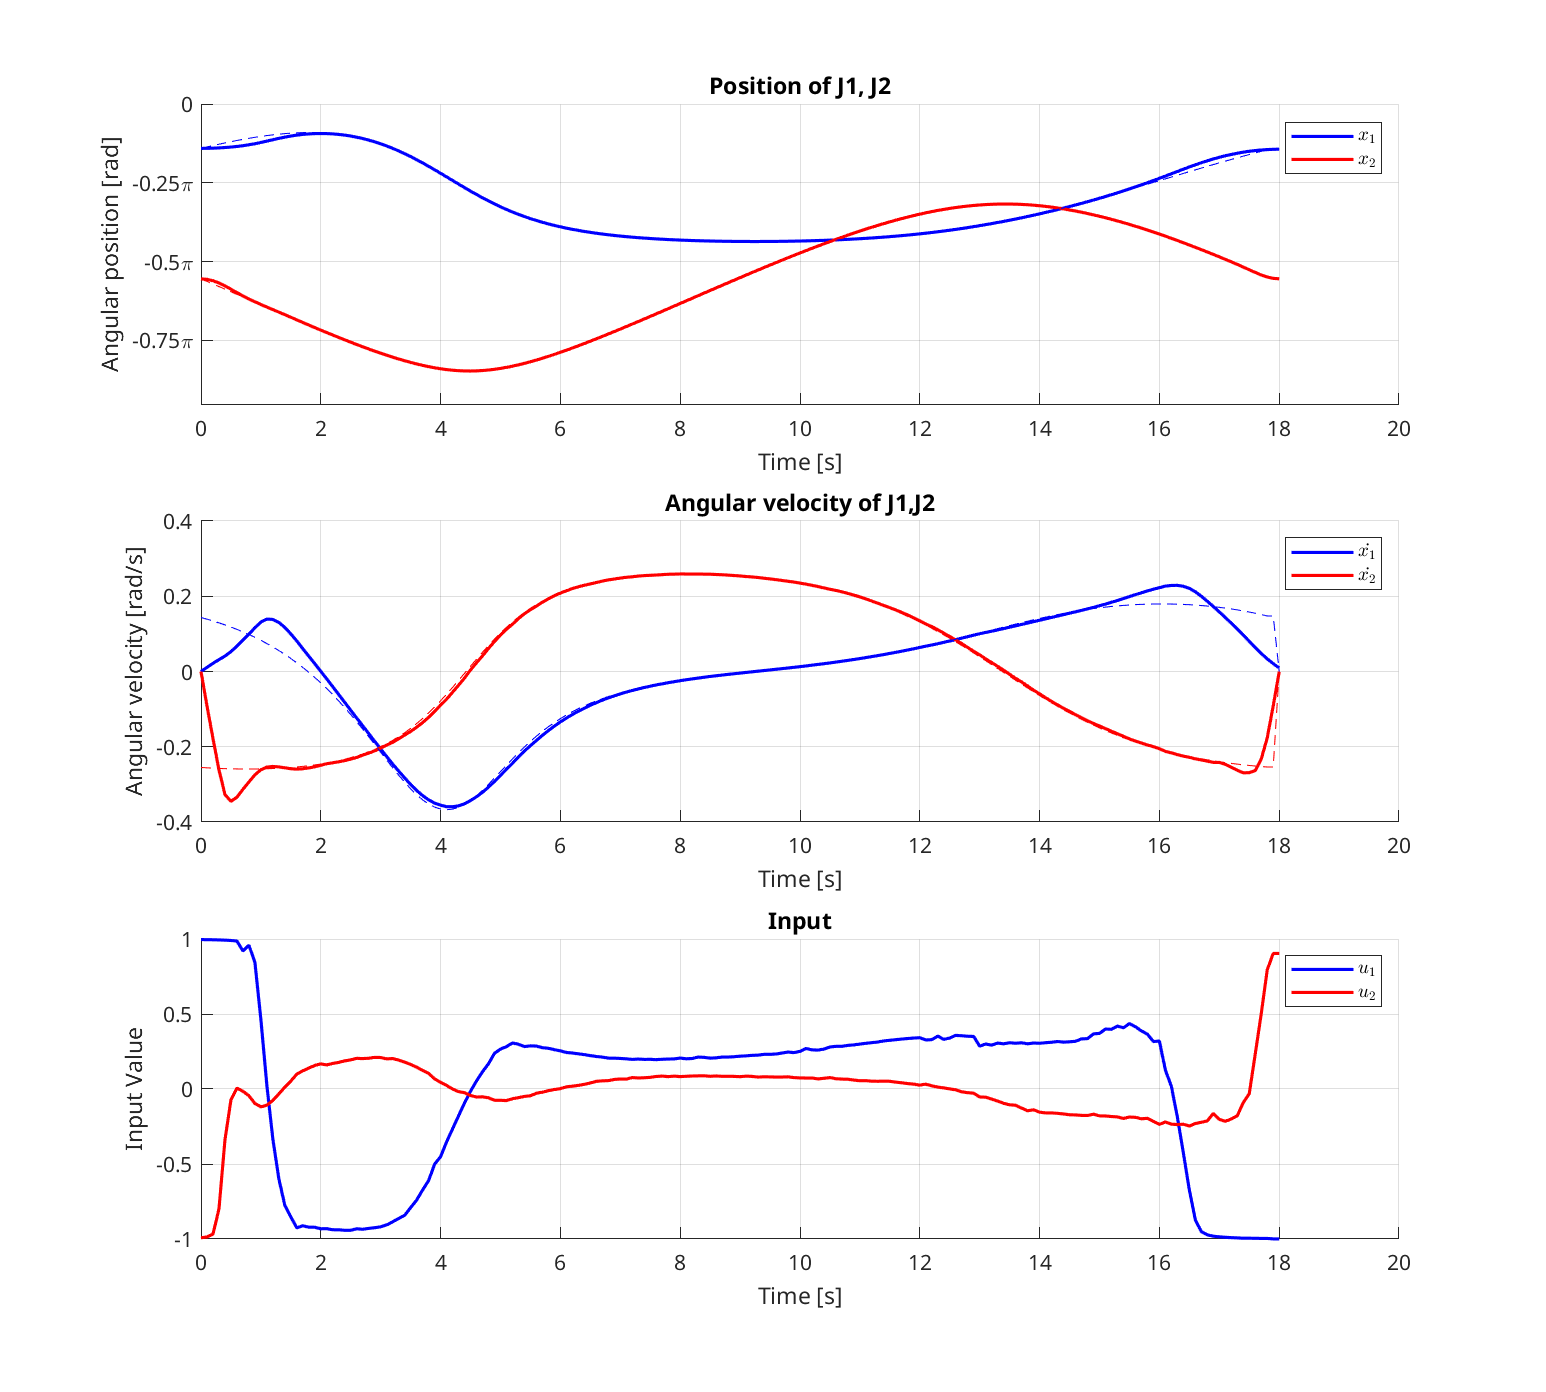 Position of J1, J2
0
-0.25π
-0.5π
-0.75π
Angular position [rad]
x₁
x₂
0 2 4 6 8 10 12 14 16 18 20
Time [s]
Angular velocity of J1,J2
0.4
0.2
0
-0.2
-0.4
Angular velocity [rad/s]
ẋ₁
ẋ₂
0 2 4 6 8 10 12 14 16 18 20
Time [s]
Input
1
0.5
0
-0.5
-1
Input Value
u₁
u₂
0 2 4 6 8 10 12 14 16 18 20
Time [s]